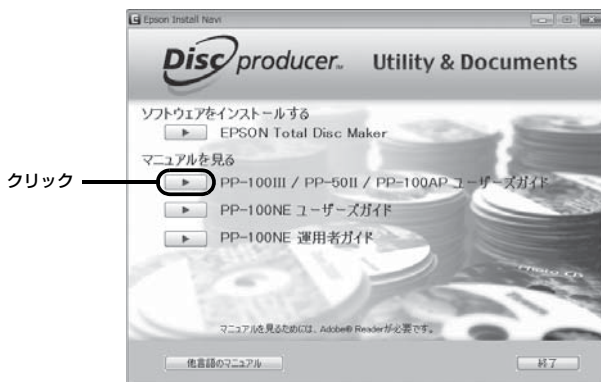 Epson Install Navi
Disc producer™ Utility & Documents
ソフトウェアをインストールする
EPSON Total Disc Maker
マニュアルを見る
クリック
PP-100III / PP-50II / PP-100AP ユーザーズガイド
PP-100NE ユーザーズガイド
PP-100NE 運用者ガイド
マニュアルを見るためには、Adobe® Readerが必要です。
他言語のマニュアル
終了